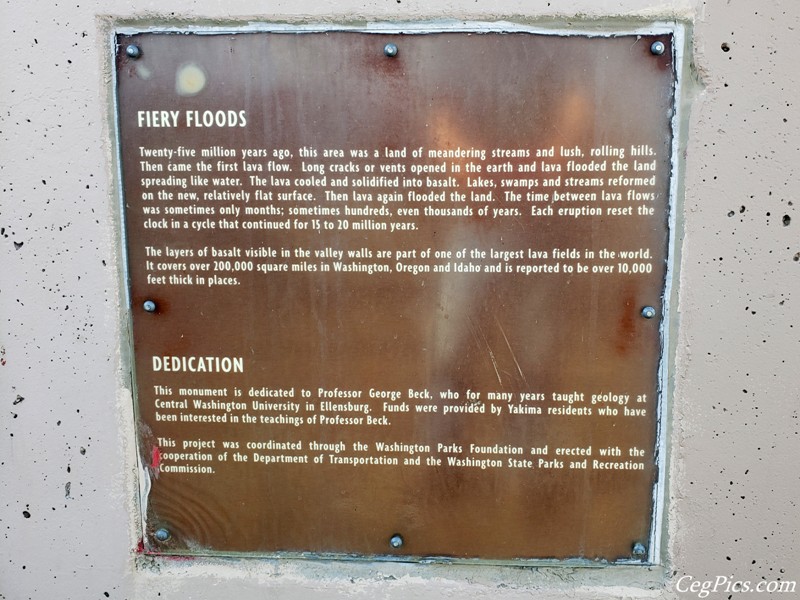 FIERY FLOODS
Twenty-five million years ago, this area was a land of meandering streams and lush, rolling hills.
Then came the first lava flow. Long cracks or vents opened in the earth and lava flooded the land
spreading like water. The lava cooled and solidified into basalt. Lakes, swamps and streams reformed
on the new, relatively flat surface. Then lava again flooded the land. The time between lava flows
was sometimes only months; sometimes hundreds, even thousands of years. Each eruption reset the
clock in a cycle that continued for 15 to 20 million years.
The layers of basalt visible in the valley walls are part of one of the largest lava fields in the world.
It covers over 200,000 square miles in Washington, Oregon and Idaho and is reported to be over 10,000
feet thick in places.
DEDICATION
This monument is dedicated to Professor George Beck, who for many years taught geology at
Central Washington University in Ellensburg. Funds were provided by Yakima residents who have
been interested in the teachings of Professor Beck.
This project was coordinated through the Washington Parks Foundation and erected with the
cooperation of the Department of Transportation and the Washington State Parks and Recreation
Commission.
CegPics.com